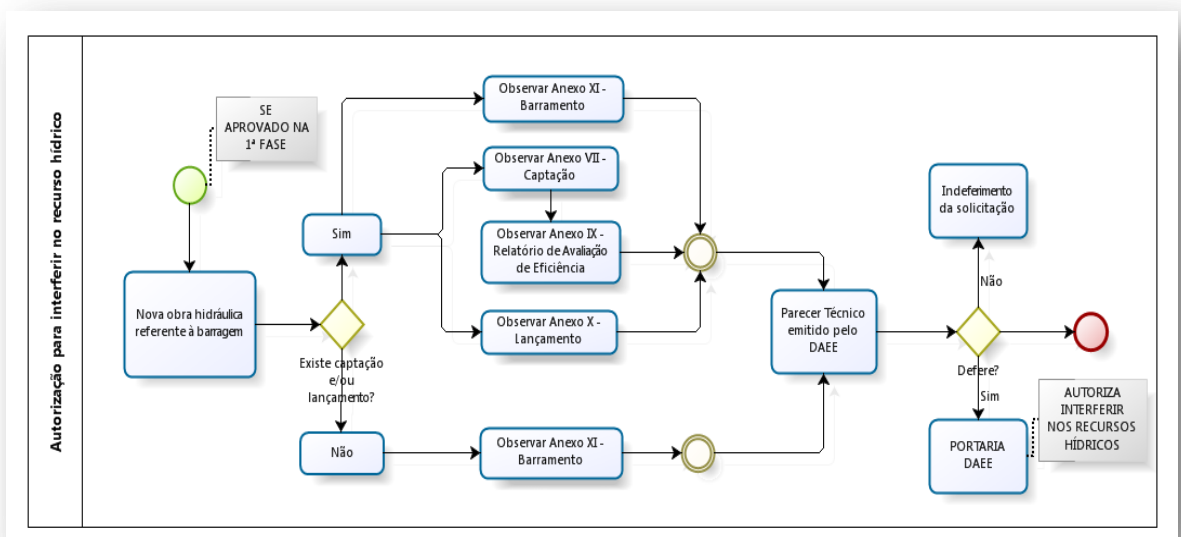 Autorização para interferir no recurso hídrico
SE
APROVADO NA
1ª FASE
Nova obra hidráulica
referente à barragem
Existe captação
e/ou
lançamento?
Sim
Não
Observar Anexo XI -
Barramento
Observar Anexo VII -
Captação
Observar Anexo IX -
Relatório de Avaliação
de Eficiência
Observar Anexo X -
Lançamento
Observar Anexo XI -
Barramento
Parecer Técnico
emitido pelo
DAEE
Defere?
Não
Indeferimento
da solicitação
Sim
PORTARIA
DAEE
AUTORIZA
INTERFERIR
NOS RECURSOS
HÍDRICOS